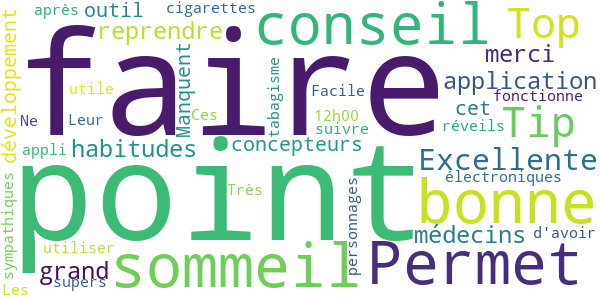 après
outil
cigarettes
conseil
Top
reprendre
développement
faire
Manquent
tabagisme
merci
application
Facile
fonctionne
utile
Ne
Leur
Ces
12h00
suivre
cet
réveils
Tip
appli
habitudes
concepteurs
Excellente
électroniques
Très
point
sympathiques
personnages
bonne
médecins
d'avoir
utiliser
sommeil
Permet
grand
supers
Les